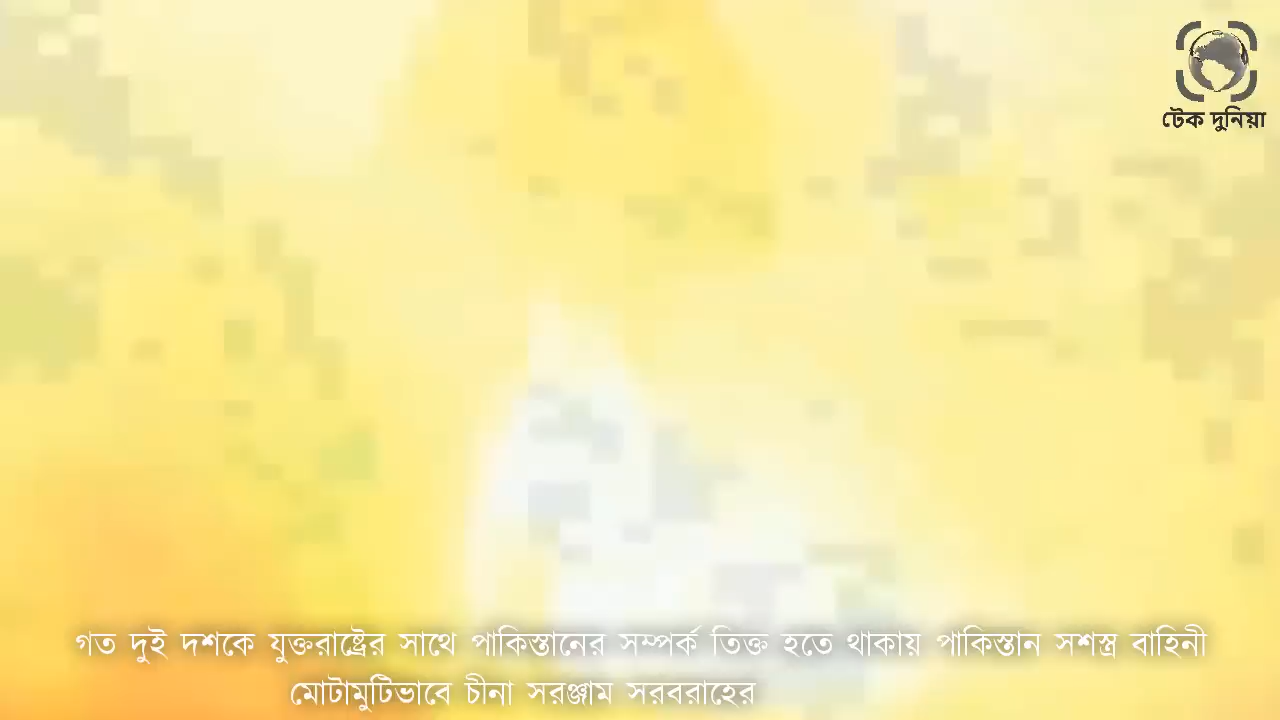 টেক দুনিয়া
গত দুই দশকে যুক্তরাষ্ট্রের সাথে পাকিস্তানের সম্পর্ক তিক্ত হতে থাকায় পাকিস্তান সশস্ত্র বাহিনী
মোটামুটিভাবে চীনা সরঞ্জাম সরবরাহের